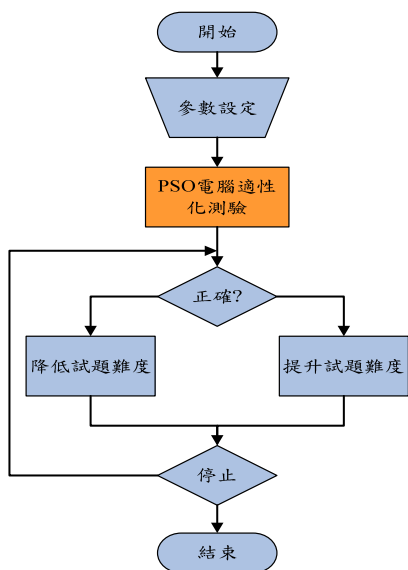 開始
參數設定
PSO電腦適性
化測驗
正確?
降低試題難度
提升試題難度
停止
結束